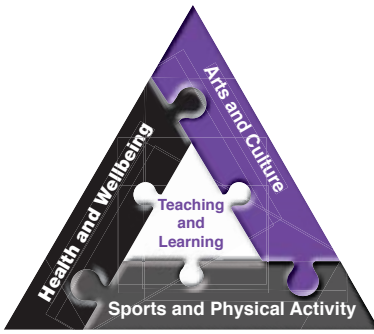 Health and Wellbeing
Arts and Culture
Teaching
and
Learning
Sports and Physical Activity